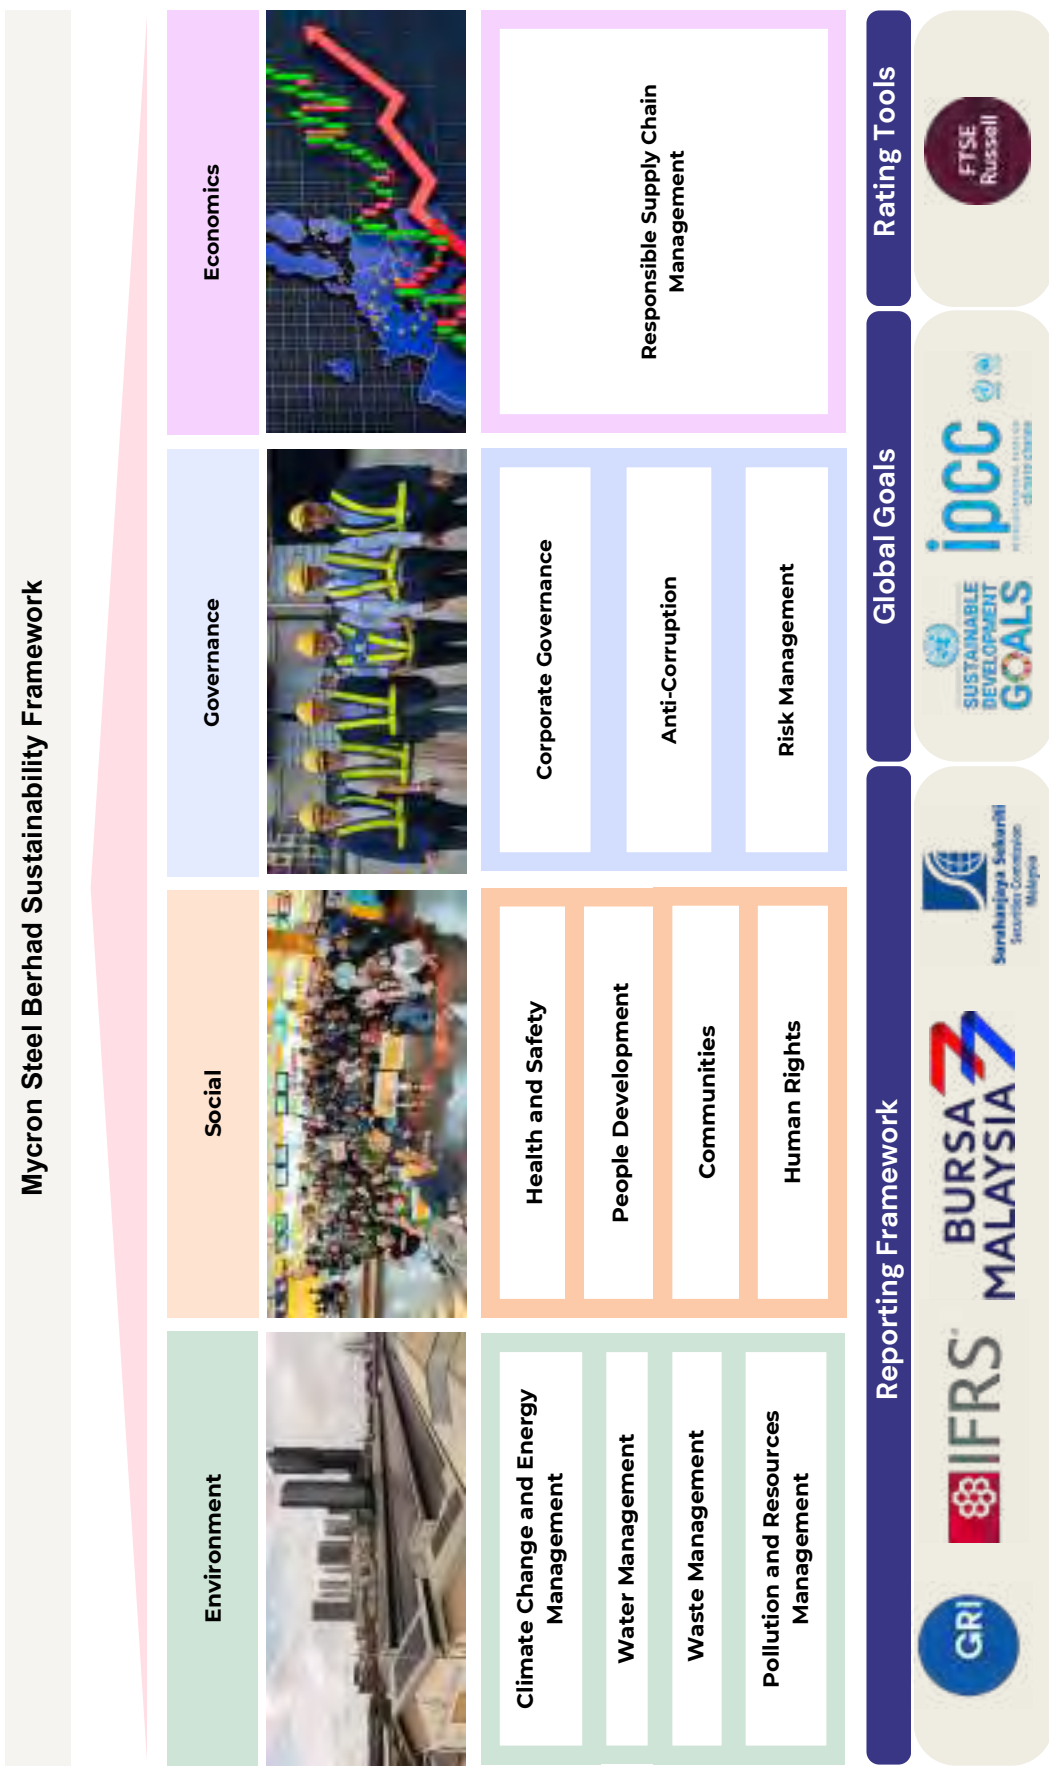 Mycron Steel Berhad Sustainability Framework
Environment
Social
Governance
Economics
Climate Change and Energy
Management
Water Management
Waste Management
Pollution and Resources
Management
Health and Safety
People Development
Communities
Human Rights
Corporate Governance
Anti-Corruption
Risk Management
Responsible Supply Chain
Management
Reporting Framework
Global Goals
Rating Tools
GRI
IFRS
BURSA
MALAYSIA
Suruhanjaya Sekuriti
Securities Commission
Malaysia
SUSTAINABLE
DEVELOPMENT
GOALS
ipcc
climate change
FTSE
Russell